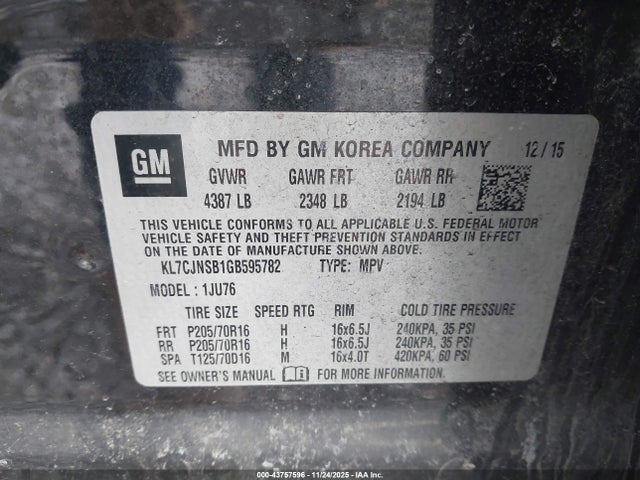 GM
MFD BY GM KOREA COMPANY 12/15
GVWR GAWR FRT GAWR RR
4387 LB 2348 LB 2194 LB
THIS VEHICLE CONFORMS TO ALL APPLICABLE U.S. FEDERAL MOTOR
VEHICLE SAFETY AND THEFT PREVENTION STANDARDS IN EFFECT
ON THE DATE OF MANUFACTURE SHOWN ABOVE.
KL7CJNSB1GB595782 TYPE: MPV
MODEL : 1JU76
TIRE SIZE SPEED RTG RIM COLD TIRE PRESSURE
FRT P205/70R16 H 16x6.5J 240KPA, 35 PSI
RR P205/70R16 H 16x6.5J 240KPA, 35 PSI
SPA T125/70D16 M 16x4.0T 420KPA, 60 PSI
SEE OWNER'S MANUAL FOR MORE INFORMATION.
000-43757596 - 11/24/2025 - IAA Inc.